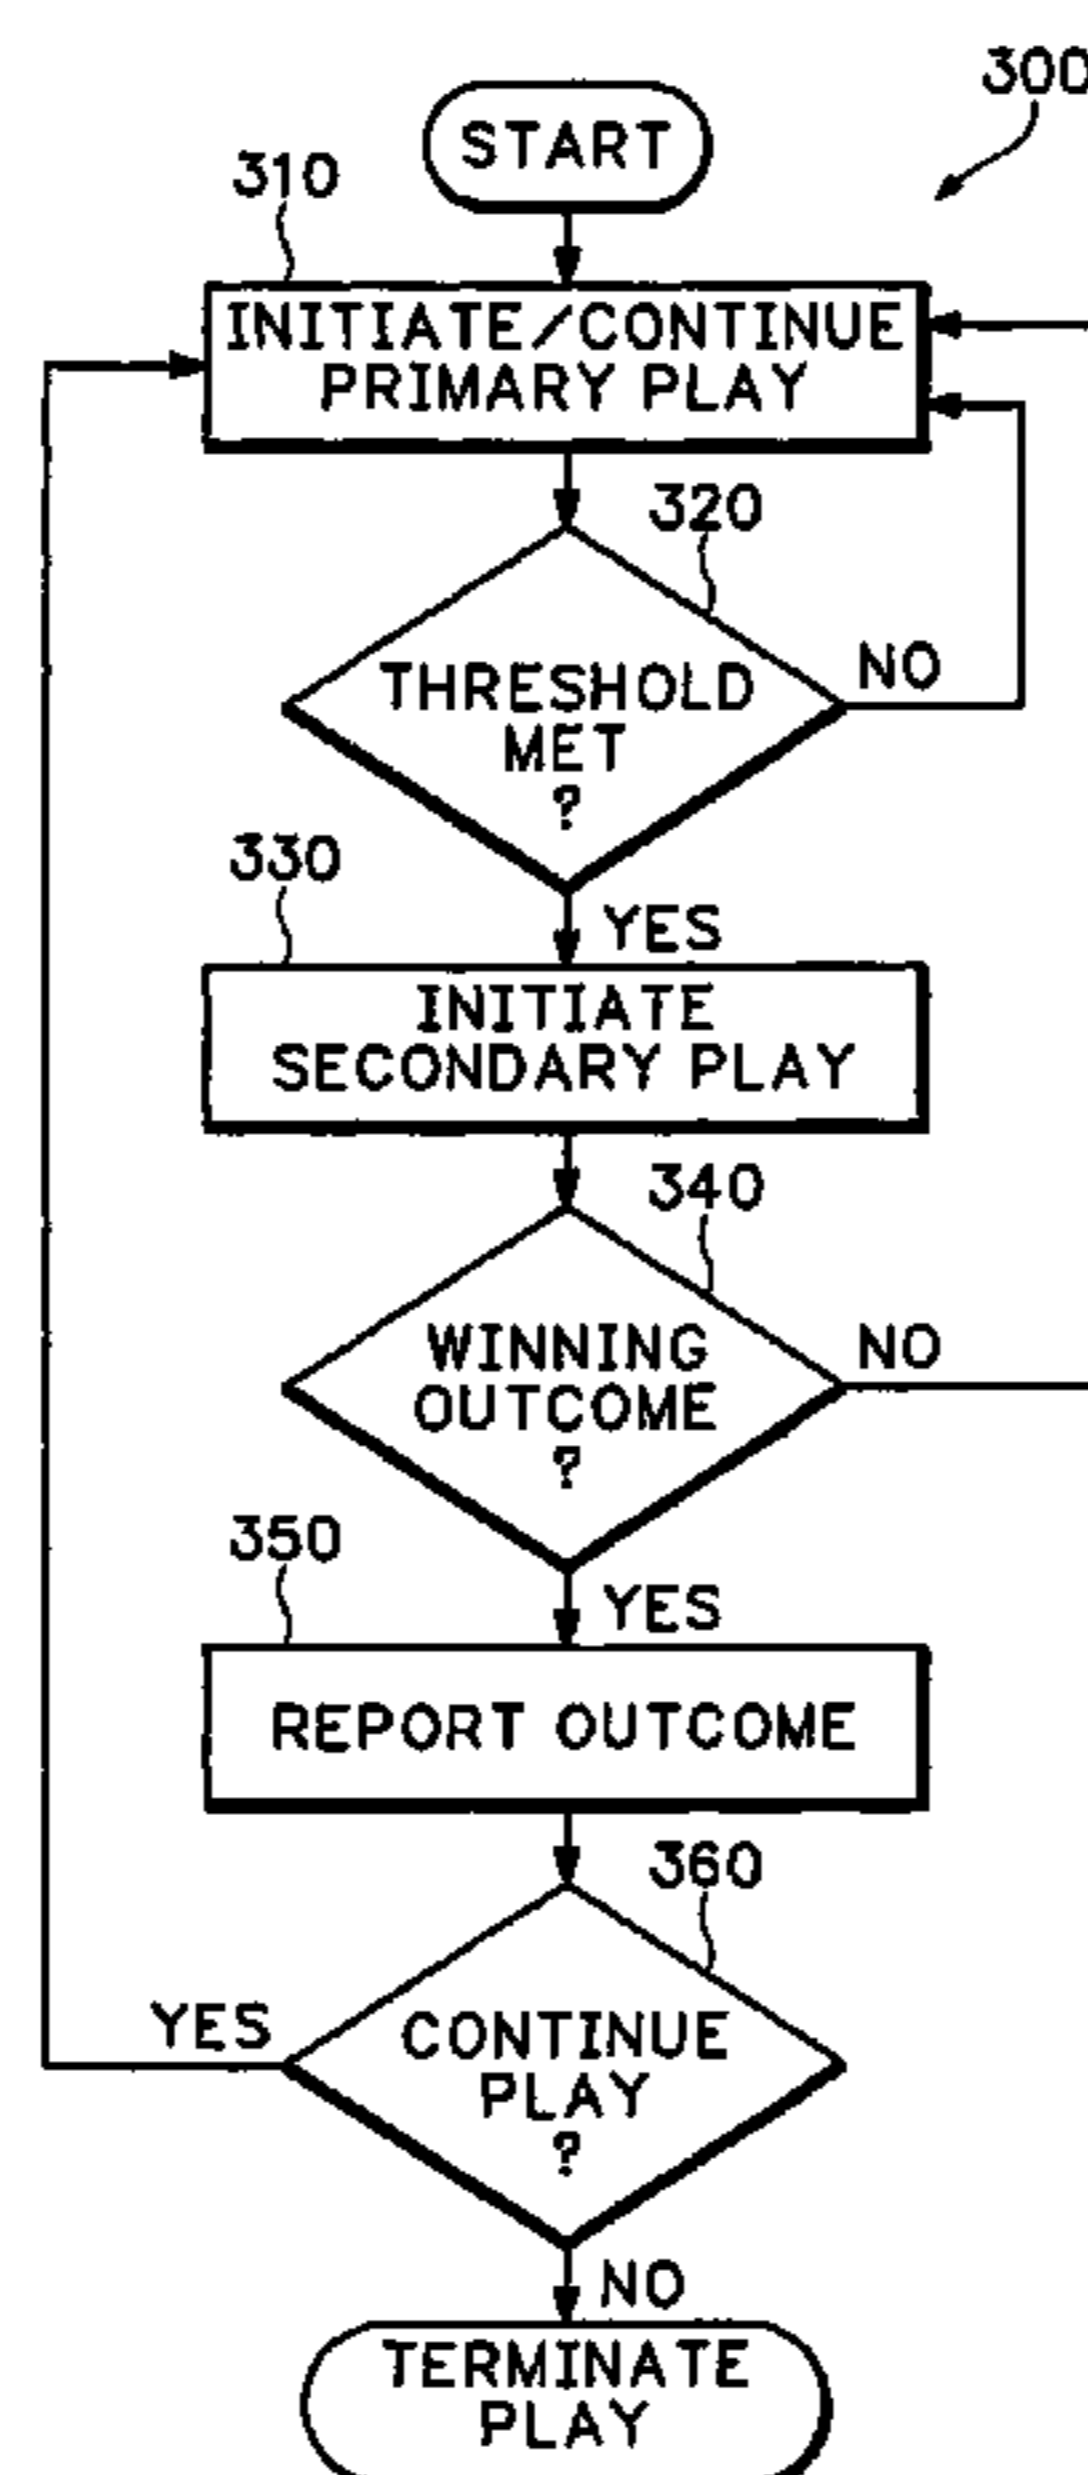 300
START
310
INITIATE/CONTINUE
PRIMARY PLAY
320
THRESHOLD
MET
?
NO
330
YES
INITIATE
SECONDARY PLAY
340
WINNING
OUTCOME
?
NO
350
YES
REPORT OUTCOME
360
CONTINUE
PLAY
?
YES
NO
TERMINATE
PLAY